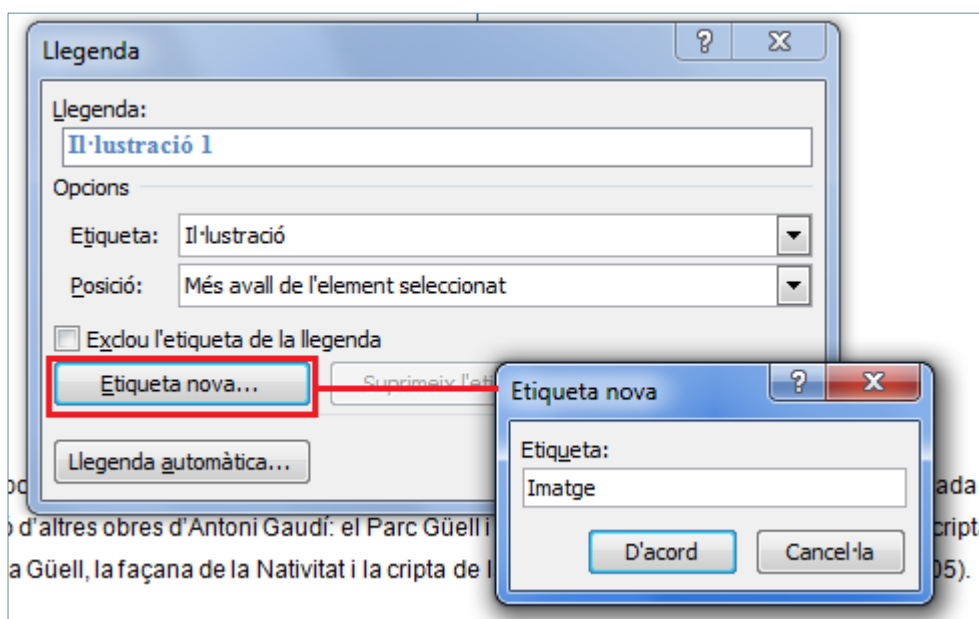 Llegenda
Llegenda:
Il·lustració 1
Opcions
Etiqueta:
Il·lustració
Posició:
Més avall de l'element seleccionat
Exclou l'etiqueta de la llegenda
Etiqueta nova...
Suprimeix
Llegenda automàtica...
Etiqueta nova
Etiqueta:
Imatge
D'acord
Cancel·la
d'altres obres d'Antoni Gaudí: el Parc Güell i
a Güell, la façana de la Nativitat i la cripta de
05).